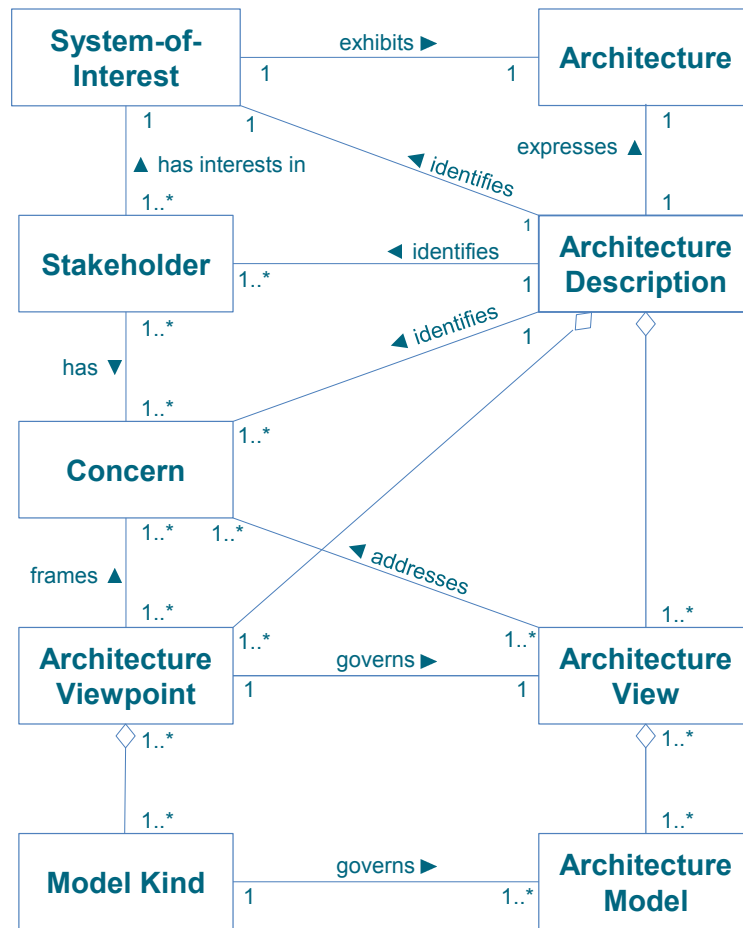 System-of-
Interest
exhibits ►
Architecture
1
1
1
1
1
▲ has interests in
expresses ▲
◄ identifies
1..*
1
1
Stakeholder
◄ identifies
Architecture
Description
1..*
1
1..*
◄ identifies
1
has ▼
1..*
1..*
Concern
1..*
1..*
frames ▲
◄ addresses
1..*
1..*
1..*
1..*
Architecture
Viewpoint
governs ►
Architecture
View
1
1
1..*
1..*
1..*
1..*
Model Kind
governs ►
Architecture
Model
1
1..*